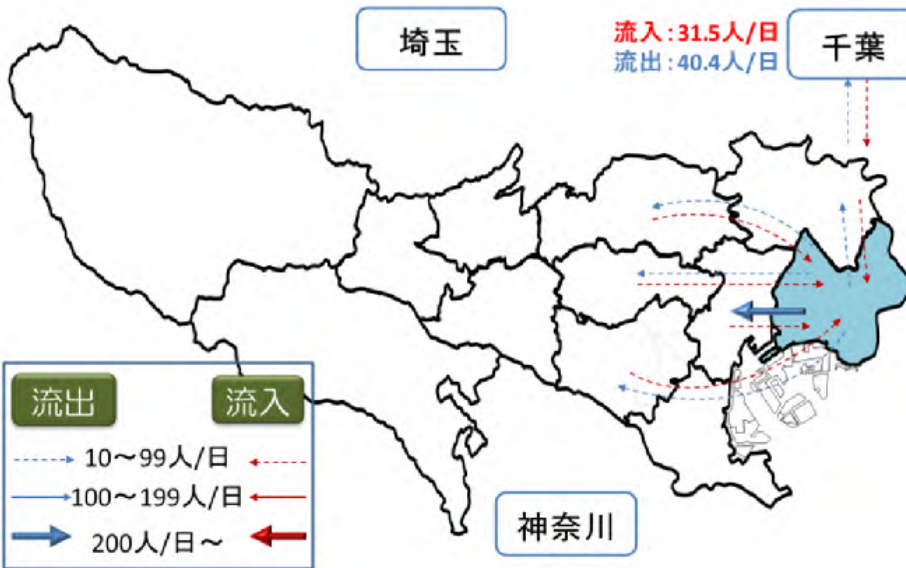 埼玉
流入:31.5人/日
流出:40.4人/日
千葉
流出
流入
10～99人/日
100～199人/日
200人/日～
神奈川